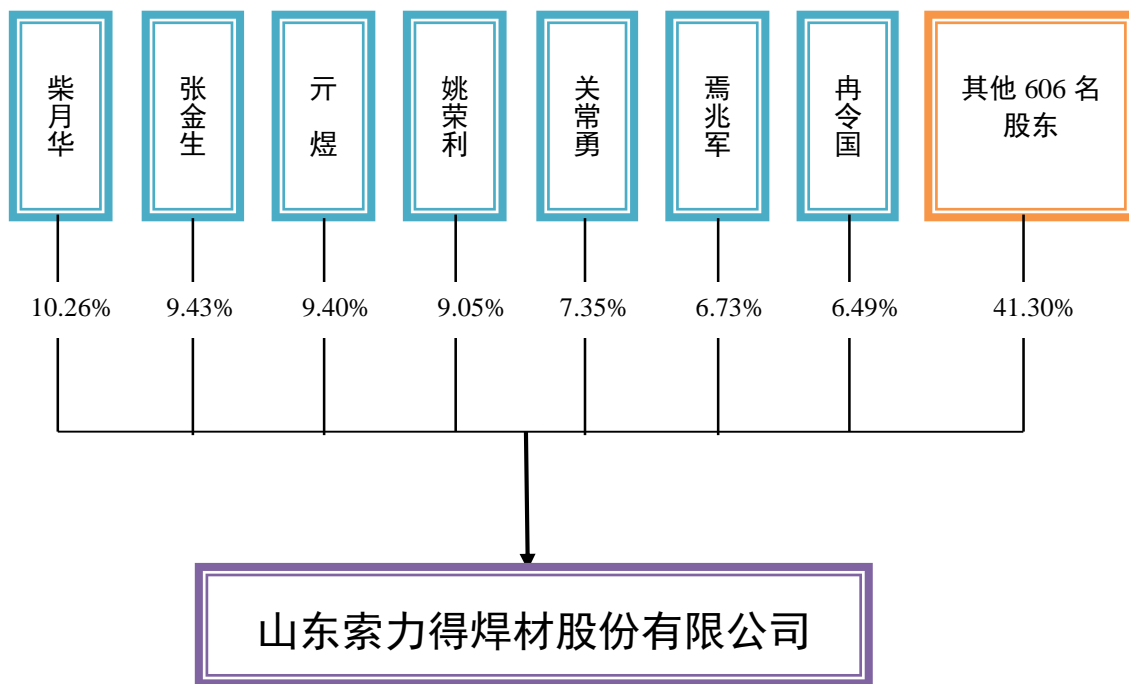 柴月华
张金生
亓 煜
姚荣利
关常勇
焉兆军
冉令国
其他 606 名
股东
10.26%
9.43%
9.40%
9.05%
7.35%
6.73%
6.49%
41.30%
山东索力得焊材股份有限公司